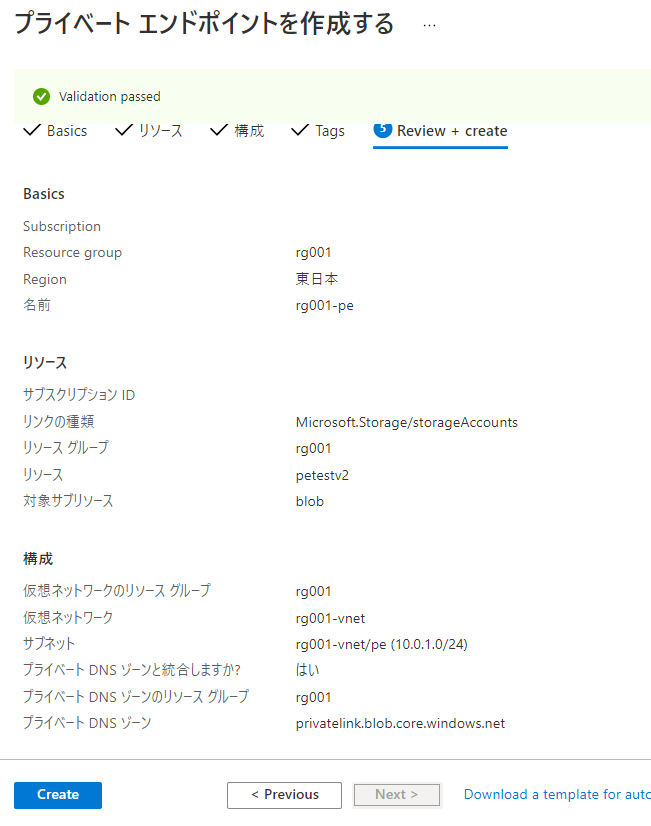 プライベート エンドポイントを作成する ...
Validation passed
Basics リソース 構成 Tags 5 Review + create
Basics
Subscription
Resource group rg001
Region 東日本
名前 rg001-pe
リソース
サブスクリプション ID
リンクの種類 Microsoft.Storage/storageAccounts
リソース グループ rg001
リソース petestv2
対象サブリソース blob
構成
仮想ネットワークのリソース グループ rg001
仮想ネットワーク rg001-vnet
サブネット rg001-vnet/pe (10.0.1.0/24)
プライベート DNS ゾーンと統合しますか? はい
プライベート DNS ゾーンのリソース グループ rg001
プライベート DNS ゾーン privatelink.blob.core.windows.net
Create < Previous Next > Download a template for auto